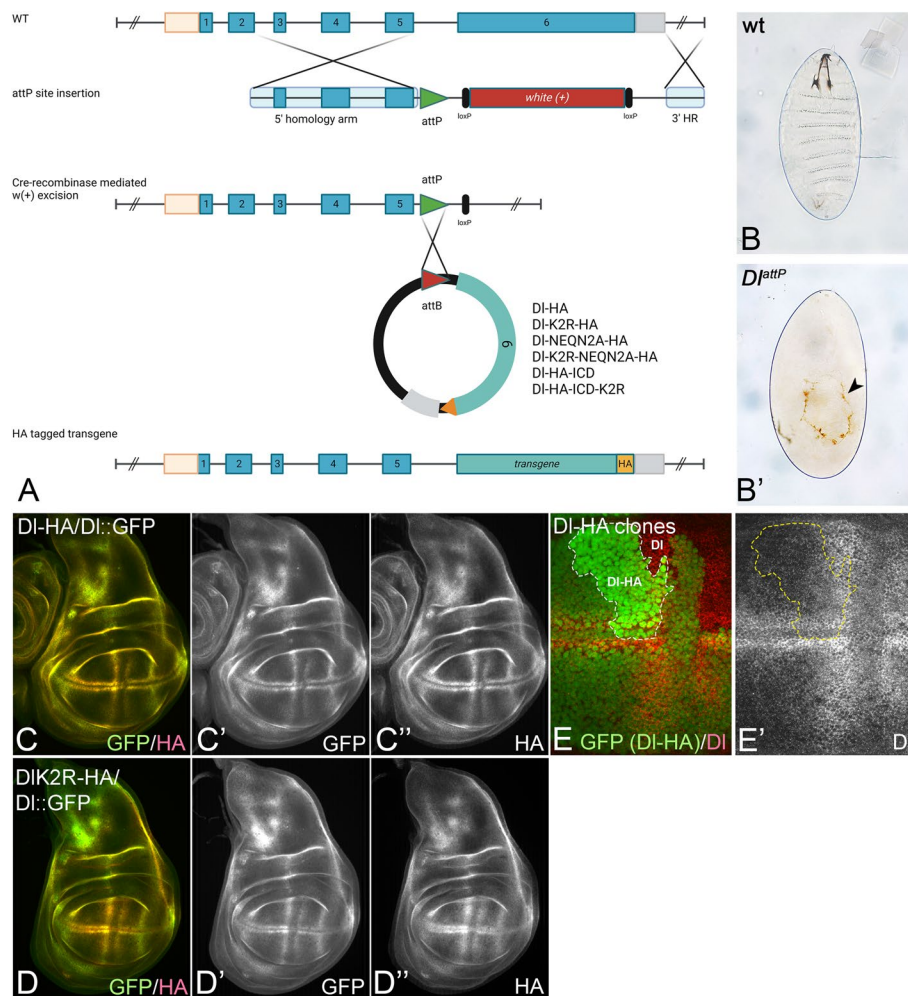 WT
1 2 3 4 5 6
attP site insertion
white (+)
5' homology arm attP loxP loxP 3' HR
Cre-recombinase mediated
w(+) excision
attP
1 2 3 4 5
loxP
attB
6
Dl-HA
Dl-K2R-HA
Dl-NEQN2A-HA
Dl-K2R-NEQN2A-HA
Dl-HA-ICD
Dl-HA-ICD-K2R
HA tagged transgene
1 2 3 4 5 transgene HA
A
wt
B
Dlᵃᵗᵗᴾ
B'
Dl-HA/Dl::GFP
C GFP/HA
C' GFP
C'' HA
Dl-HA clones
Dl
Dl-HA
E GFP (Dl-HA)/Dl
E' D
DlK2R-HA/
Dl::GFP
D GFP/HA
D' GFP
D'' HA